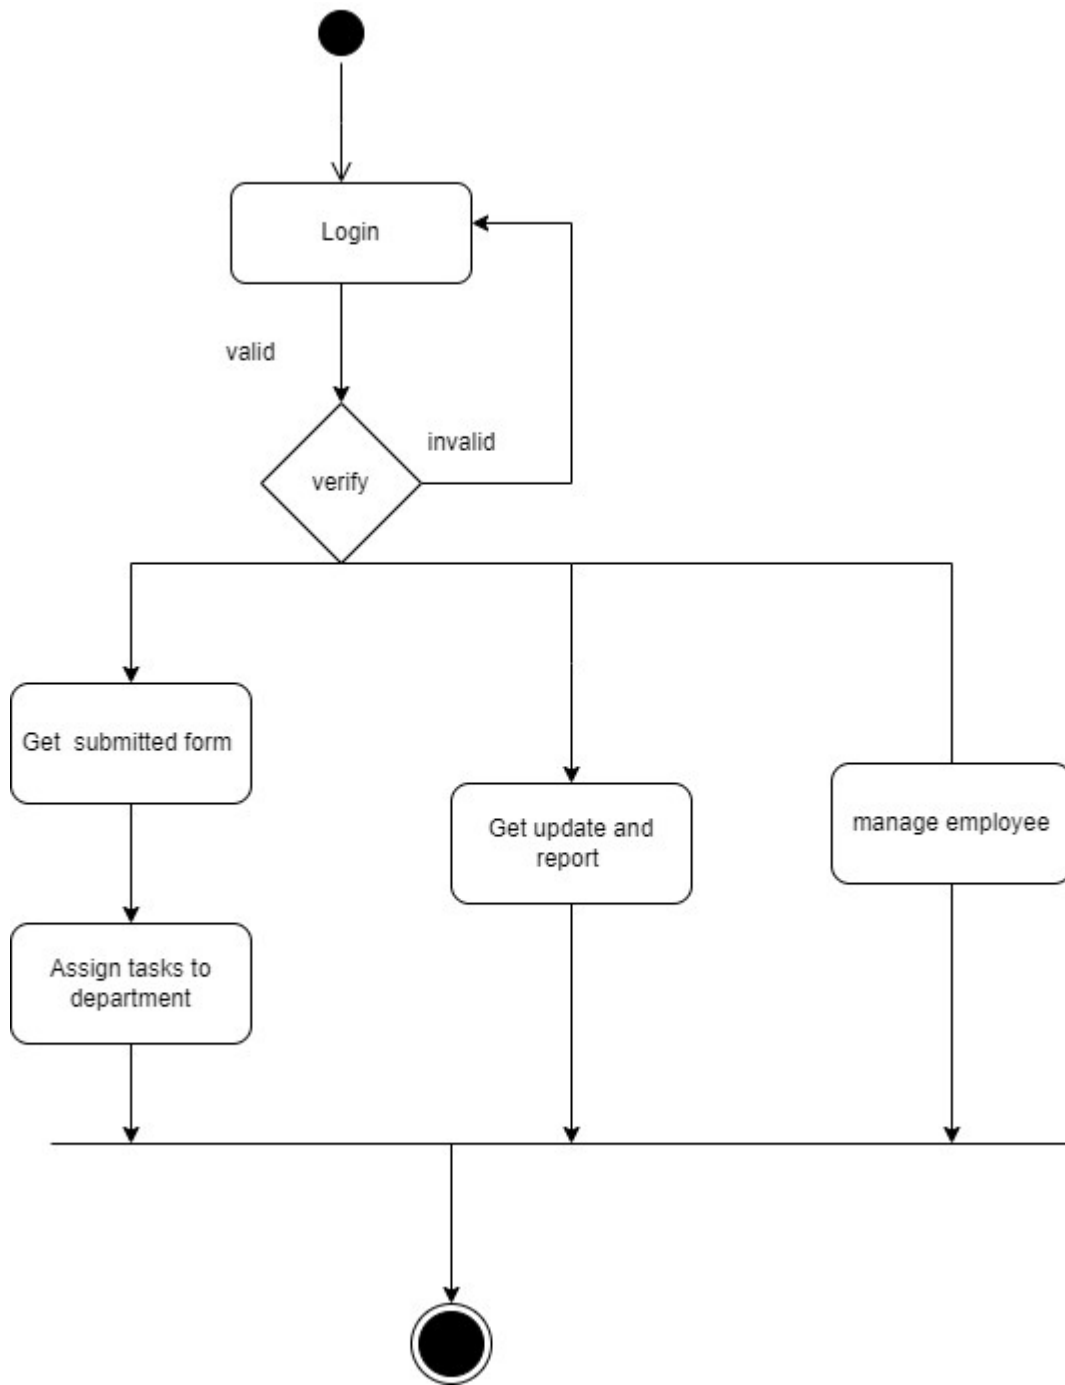 Login
valid
invalid
verify
Get  submitted form
Get update and
report
manage employee
Assign tasks to
department